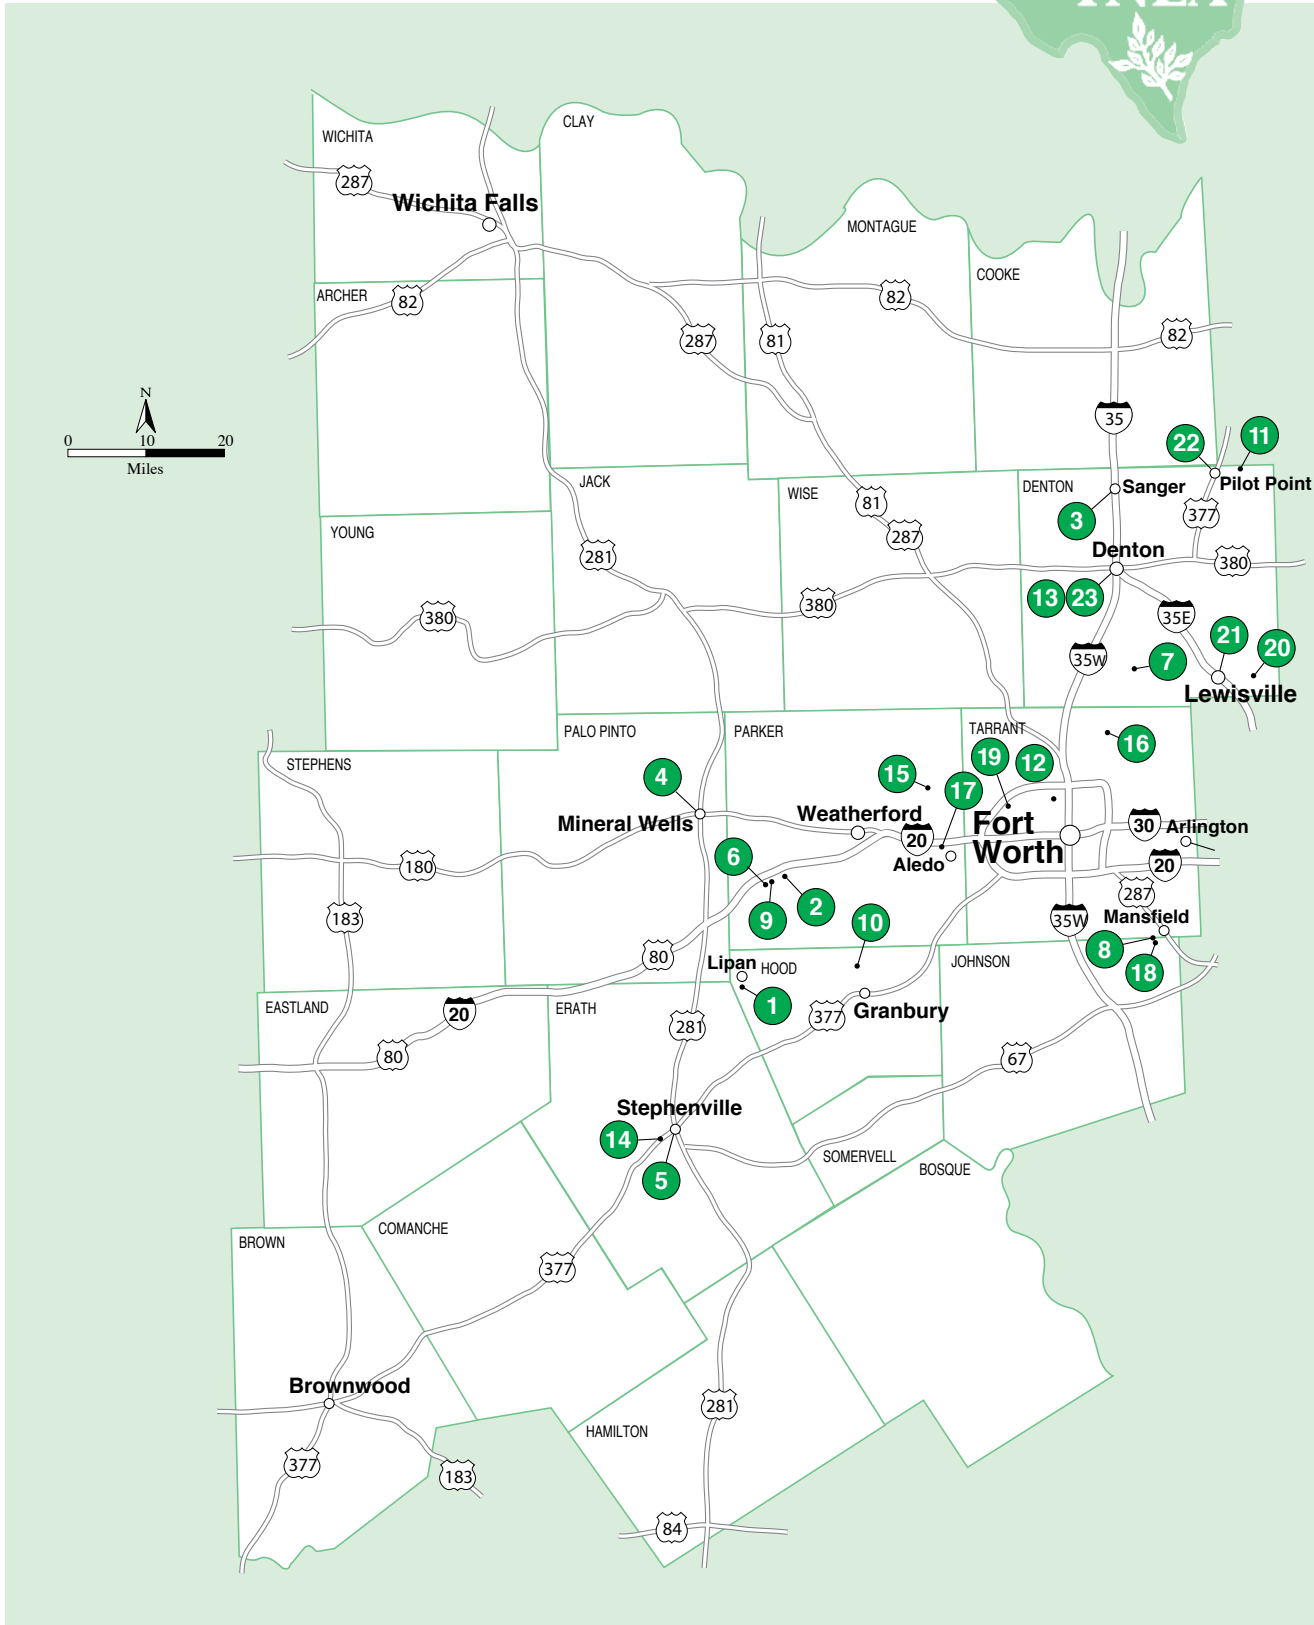 TNLA
CLAY
WICHITA
287
Wichita Falls
MONTAGUE
COOKE
ARCHER
82
82
287
81
82
N
0 10 20
Miles
35
22
11
JACK
WISE
DENTON
Sanger
Pilot Point
81
377
3
YOUNG
287
281
Denton
380
380
380
13
23
35E
21
20
35W
7
Lewisville
PALO PINTO
PARKER
TARRANT
16
STEPHENS
19
12
4
15
17
Mineral Wells
Weatherford
Fort
Worth
30
Arlington
20
Aledo
20
6
180
287
2
9
183
10
35W
Mansfield
8
18
80
Lipan
HOOD
JOHNSON
1
EASTLAND
20
ERATH
Granbury
377
281
80
67
Stephenville
14
5
SOMERVELL
BOSQUE
COMANCHE
BROWN
377
Brownwood
281
HAMILTON
377
183
84